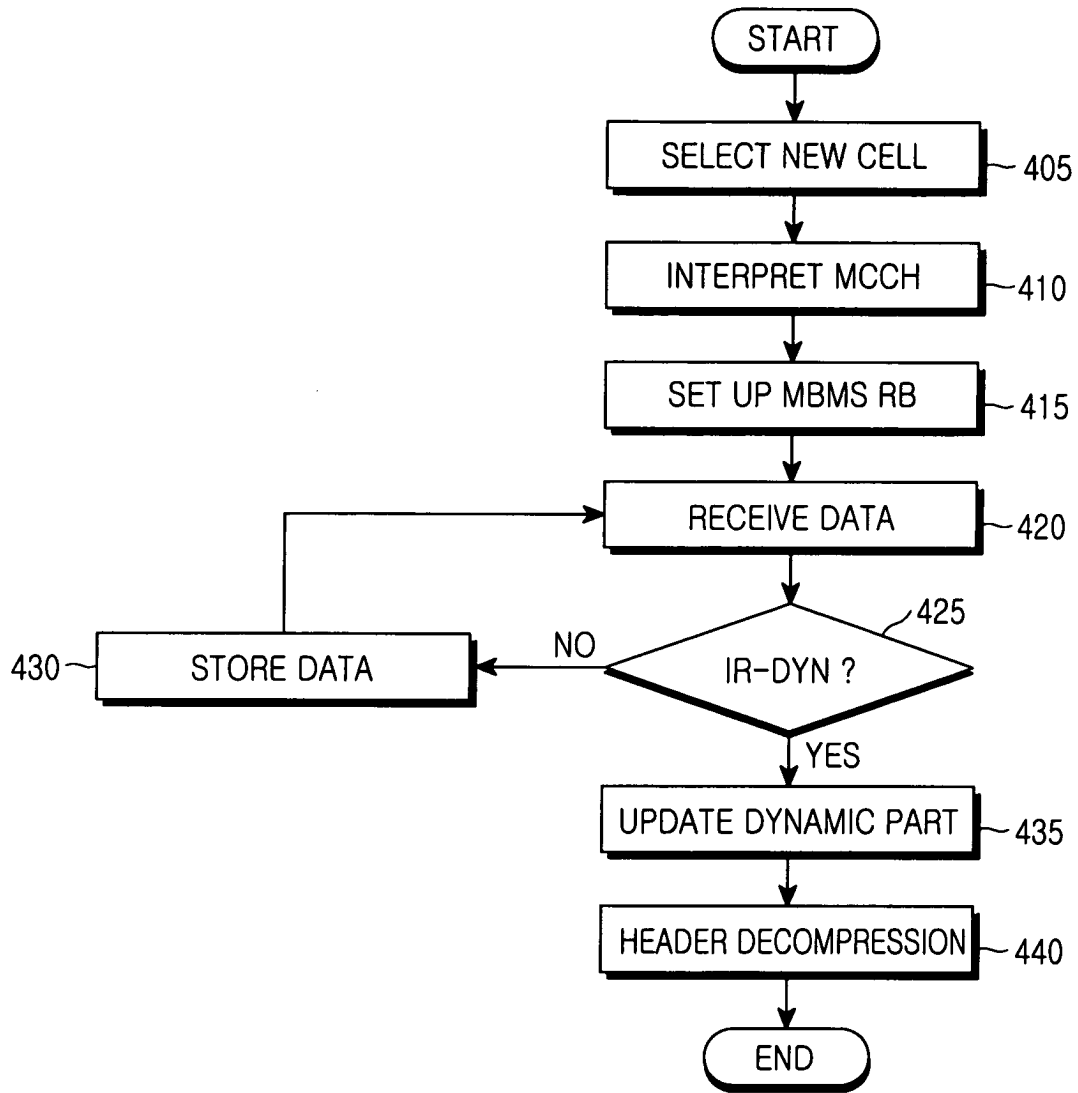 START
SELECT NEW CELL
405
INTERPRET MCCH
410
SET UP MBMS RB
415
RECEIVE DATA
420
425
IR-DYN ?
NO
430
STORE DATA
YES
UPDATE DYNAMIC PART
435
HEADER DECOMPRESSION
440
END